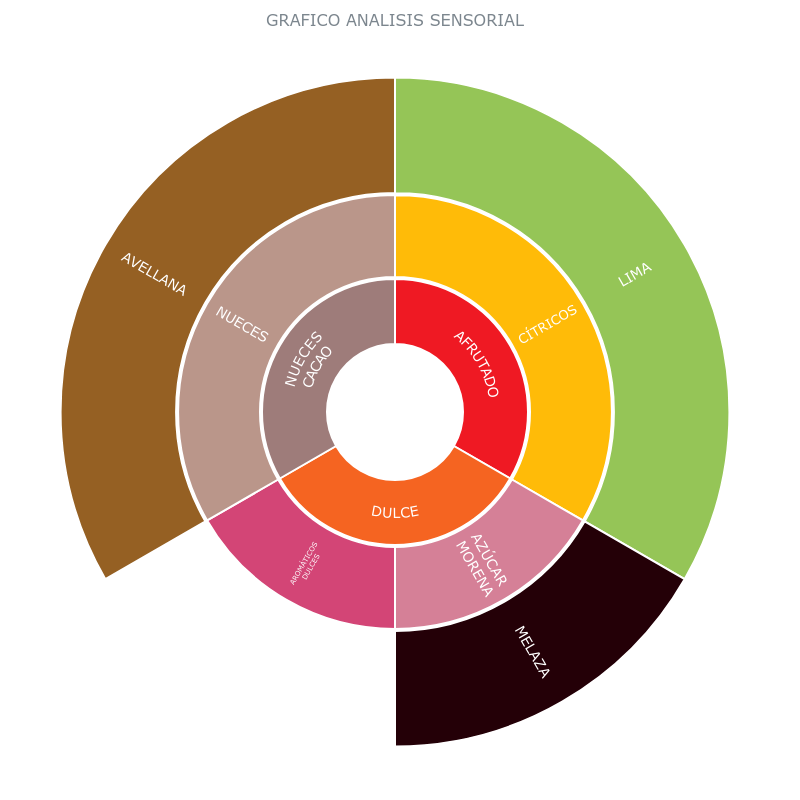 GRAFICO ANALISIS SENSORIAL
AVELLANA
LIMA
NUECES
CÍTRICOS
NUECES
CACAO
AFRUTADO
DULCE
AROMÁTICOS
DULCES
AZÚCAR
MORENA
MELAZA